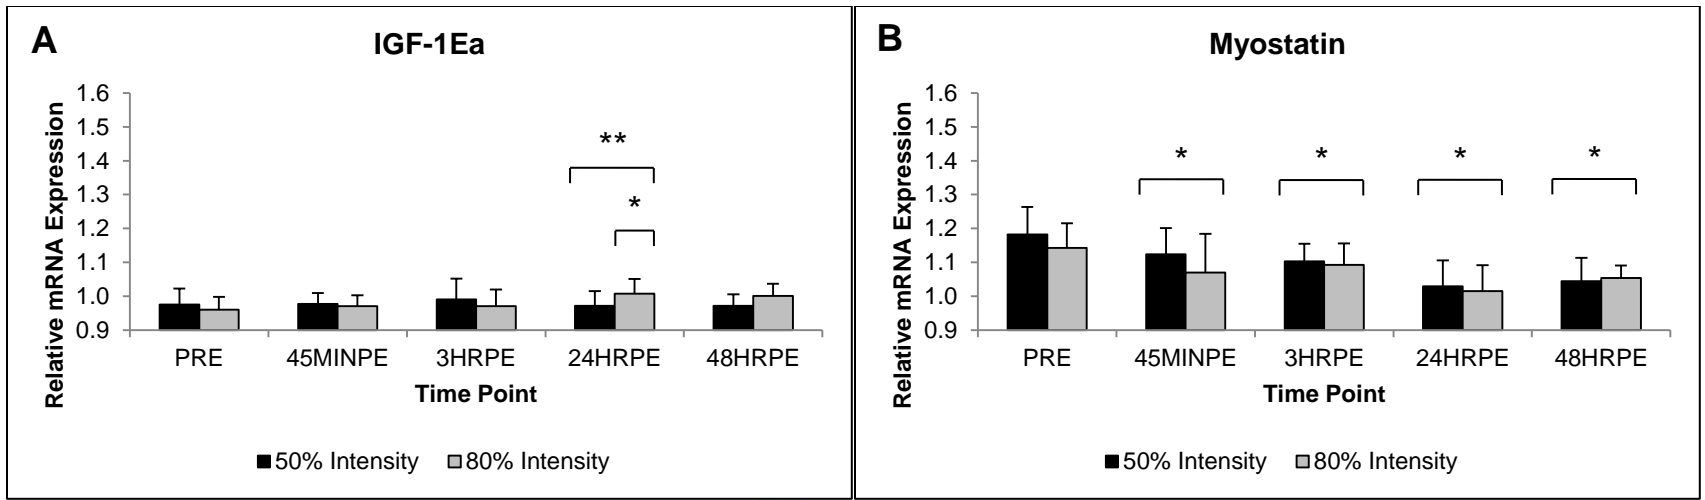 A
IGF-1Ea
Relative mRNA Expression
1.6
1.5
1.4
1.3
1.2
1.1
1.0
0.9
**
*
PRE 45MINPE 3HRPE 24HRPE 48HRPE
Time Point
50% Intensity 80% Intensity
B
Myostatin
Relative mRNA Expression
1.6
1.5
1.4
1.3
1.2
1.1
1.0
0.9
* * * *
PRE 45MINPE 3HRPE 24HRPE 48HRPE
Time Point
50% Intensity 80% Intensity